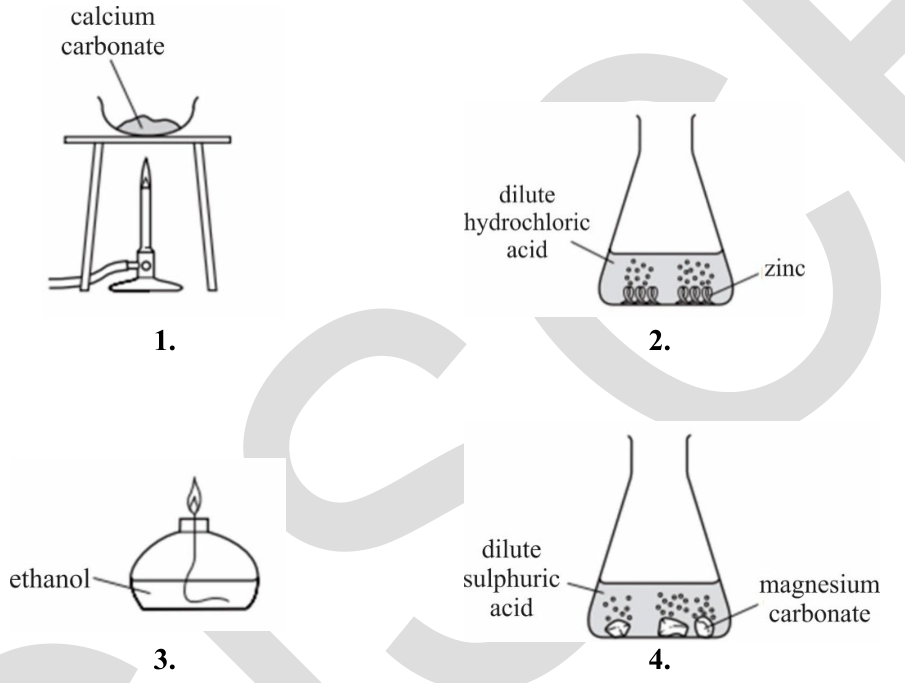 calcium
carbonate
1.
dilute
hydrochloric
acid
zinc
2.
ethanol
3.
dilute
sulphuric
acid
magnesium
carbonate
4.